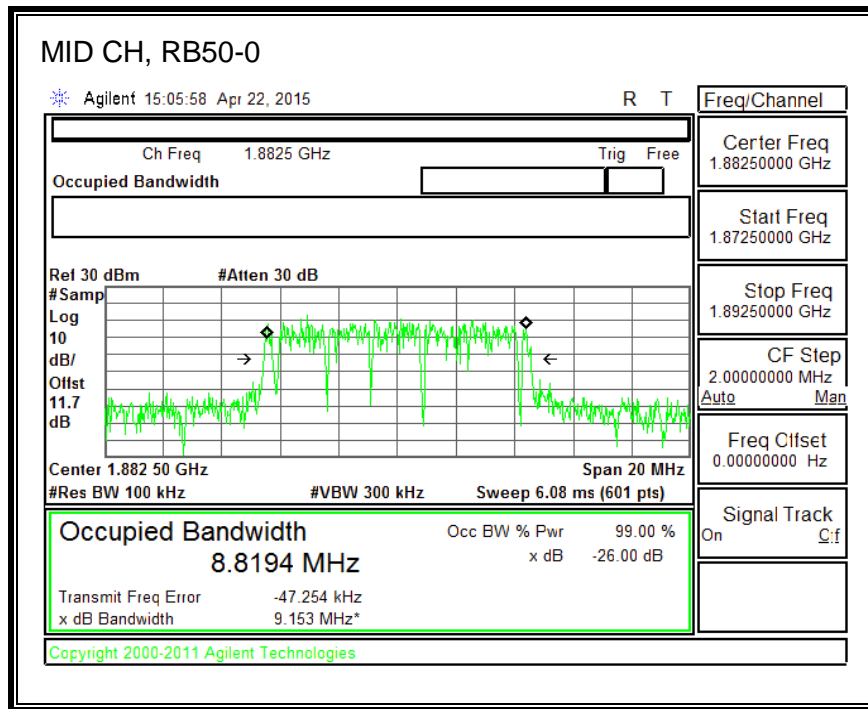 MID CH, RB50-0
Agilent 15:05:58 Apr 22, 2015 R T
Freq/Channel
Ch Freq 1.8825 GHz Trig Free
Occupied Bandwidth
Center Freq
1.88250000 GHz
Start Freq
1.87250000 GHz
Stop Freq
1.89250000 GHz
CF Step
2.00000000 MHz
Auto Man
Freq Offset
0.00000000 Hz
Signal Track
On Off
Ref 30 dBm #Atten 30 dB
#Samp
Log
10
dB/
Offst
11.7
dB
Center 1.882 50 GHz Span 20 MHz
#Res BW 100 kHz #VBW 300 kHz Sweep 6.08 ms (601 pts)
Occupied Bandwidth
8.8194 MHz
Occ BW % Pwr 99.00 %
x dB -26.00 dB
Transmit Freq Error -47.254 kHz
x dB Bandwidth 9.153 MHz*
Copyright 2000-2011 Agilent Technologies